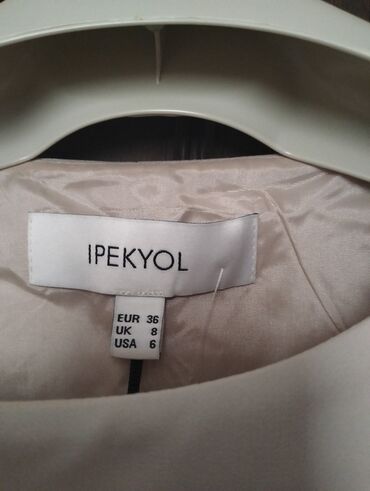 IPEKYOL
EUR 36
UK 8
USA 6